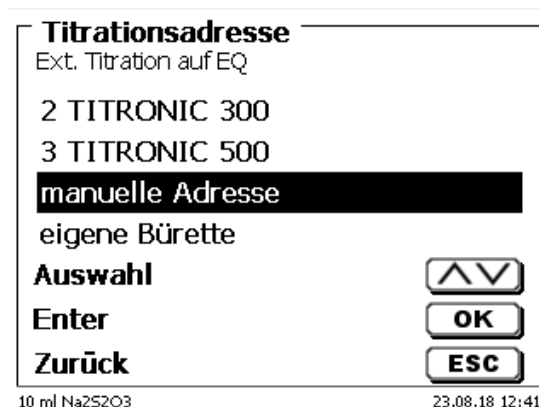 Titrationsadresse
Ext. Titration auf EQ
2 TITRONIC 300
3 TITRONIC 500
manuelle Adresse
eigene Bürette
Auswahl
Enter OK
Zurück ESC
10 ml Na2S2O3 23.08.18 12:41